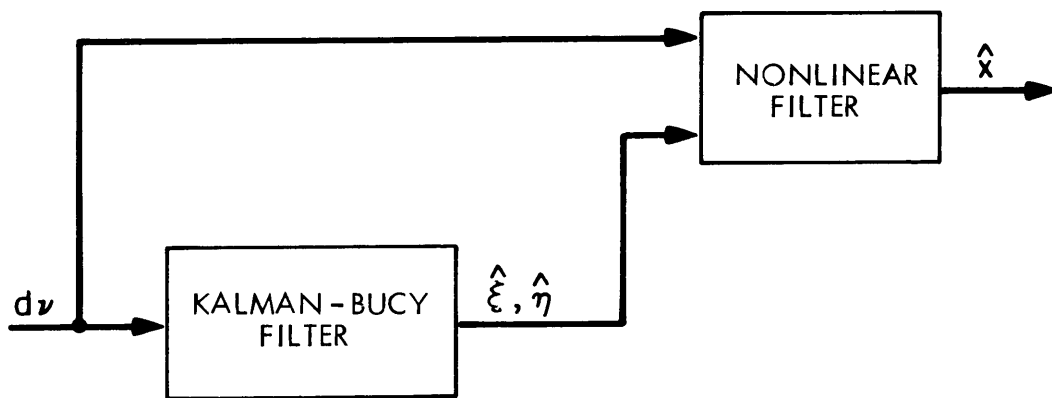 NONLINEAR
FILTER
x̂
dν
KALMAN-BUCY
FILTER
ξ̂, η̂